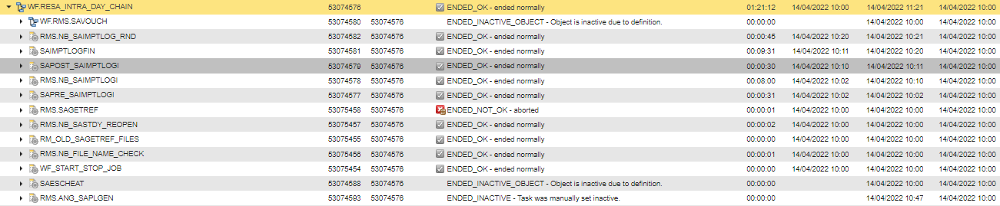 WF.RESA_INTRA_DAY_CHAIN 53074576 ENDED_OK - ended normally 01:21:12 14/04/2022 10:00 14/04/2022 11:21 14/04/2022 10:00
WF.RMS.SAVOUCH 53074580 53074576 ENDED_INACTIVE_OBJECT - Object is inactive due to definition. 00:00:00 14/04/2022 10:00 14/04/2022 10:00
RMS.NB_SAIMPTLOG_RND 53074582 53074576 ENDED_OK - ended normally 00:00:45 14/04/2022 10:20 14/04/2022 10:21 14/04/2022 10:00
SAIMPTLOGFIN 53074581 53074576 ENDED_OK - ended normally 00:09:31 14/04/2022 10:11 14/04/2022 10:20 14/04/2022 10:00
SAPOST_SAIMPTLOGI 53074579 53074576 ENDED_OK - ended normally 00:00:30 14/04/2022 10:10 14/04/2022 10:11 14/04/2022 10:00
RMS.NB_SAIMPTLOGI 53074578 53074576 ENDED_OK - ended normally 00:08:00 14/04/2022 10:02 14/04/2022 10:10 14/04/2022 10:00
SAPRE_SAIMPTLOGI 53074577 53074576 ENDED_OK - ended normally 00:00:31 14/04/2022 10:02 14/04/2022 10:02 14/04/2022 10:00
RMS.SAGETREF 53075458 53074576 ENDED_NOT_OK - aborted 00:00:01 14/04/2022 10:00 14/04/2022 10:00 14/04/2022 10:00
RMS.NB_SASTDY_REOPEN 53075457 53074576 ENDED_OK - ended normally 00:00:02 14/04/2022 10:00 14/04/2022 10:00 14/04/2022 10:00
RM_OLD_SAGETREF_FILES 53075455 53074576 ENDED_OK - ended normally 00:00:00 14/04/2022 10:00 14/04/2022 10:00 14/04/2022 10:00
RMS.NB_FILE_NAME_CHECK 53075456 53074576 ENDED_OK - ended normally 00:00:01 14/04/2022 10:00 14/04/2022 10:00 14/04/2022 10:00
WF_START_STOP_JOB 53075454 53074576 ENDED_OK - ended normally 00:00:00 14/04/2022 10:00 14/04/2022 10:00 14/04/2022 10:00
SAESCHEAT 53074588 53074576 ENDED_INACTIVE_OBJECT - Object is inactive due to definition. 00:00:00 14/04/2022 10:00 14/04/2022 10:00
RMS.ANG_SAPLGEN 53074593 53074576 ENDED_INACTIVE - Task was manually set inactive. 00:00:00 14/04/2022 10:47 14/04/2022 10:00